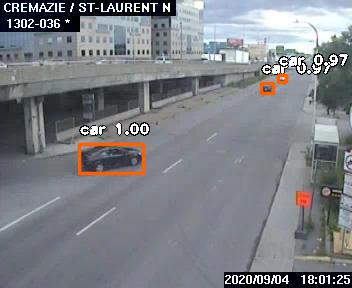 CREMAZIE / ST-LAURENT N
1302-036 *
car 0.97
car 0.97
car 1.00
2020/09/04 18:01:25